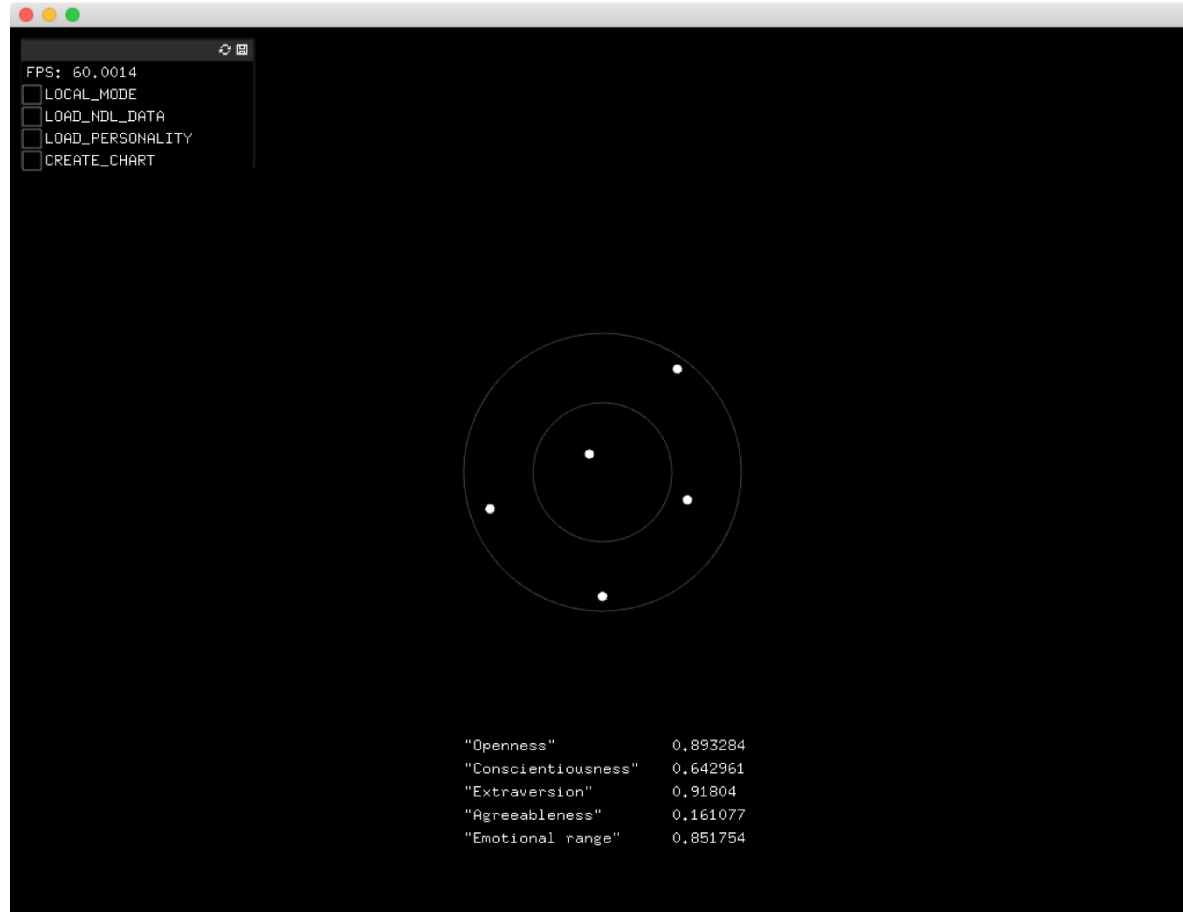 FPS: 60.0014
LOCAL_MODE
LOAD_NDL_DATA
LOAD_PERSONALITY
CREATE_CHART
"Openness" 0.893284
"Conscientiousness" 0.642961
"Extraversion" 0.91804
"Agreeableness" 0.161077
"Emotional range" 0.851754